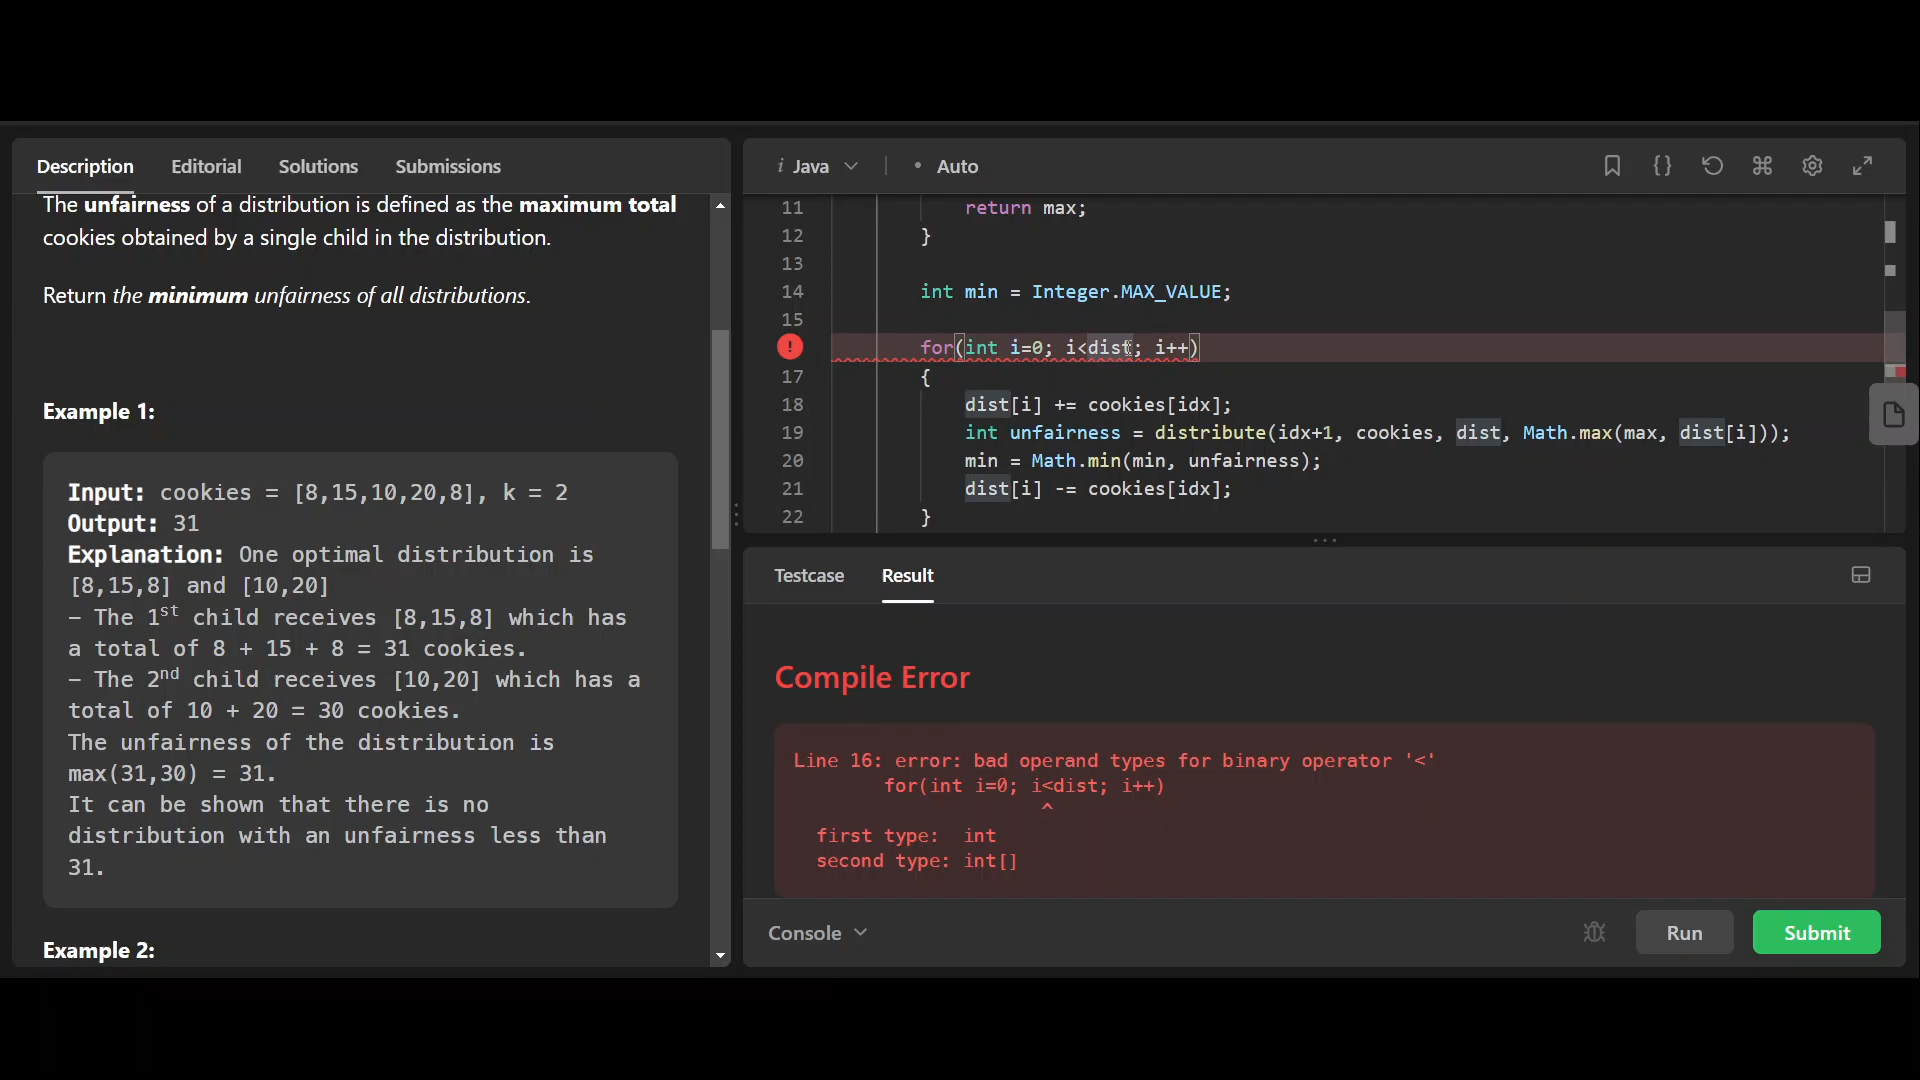 Description Editorial Solutions Submissions
The unfairness of a distribution is defined as the maximum total
cookies obtained by a single child in the distribution.
Return the minimum unfairness of all distributions.
Example 1:
Input: cookies = [8,15,10,20,8], k = 2
Output: 31
Explanation: One optimal distribution is
[8,15,8] and [10,20]
- The 1st child receives [8,15,8] which has
a total of 8 + 15 + 8 = 31 cookies.
- The 2nd child receives [10,20] which has a
total of 10 + 20 = 30 cookies.
The unfairness of the distribution is
max(31,30) = 31.
It can be shown that there is no
distribution with an unfairness less than
31.
Example 2:
i Java • Auto
11 return max;
12 }
13
14 int min = Integer.MAX_VALUE;
15
for(int i=0; i<dist; i++)
17 {
18 dist[i] += cookies[idx];
19 int unfairness = distribute(idx+1, cookies, dist, Math.max(max, dist[i]));
20 min = Math.min(min, unfairness);
21 dist[i] -= cookies[idx];
22 }
Testcase Result
Compile Error
Line 16: error: bad operand types for binary operator '<'
for(int i=0; i<dist; i++)
^
first type: int
second type: int[]
Console Run Submit